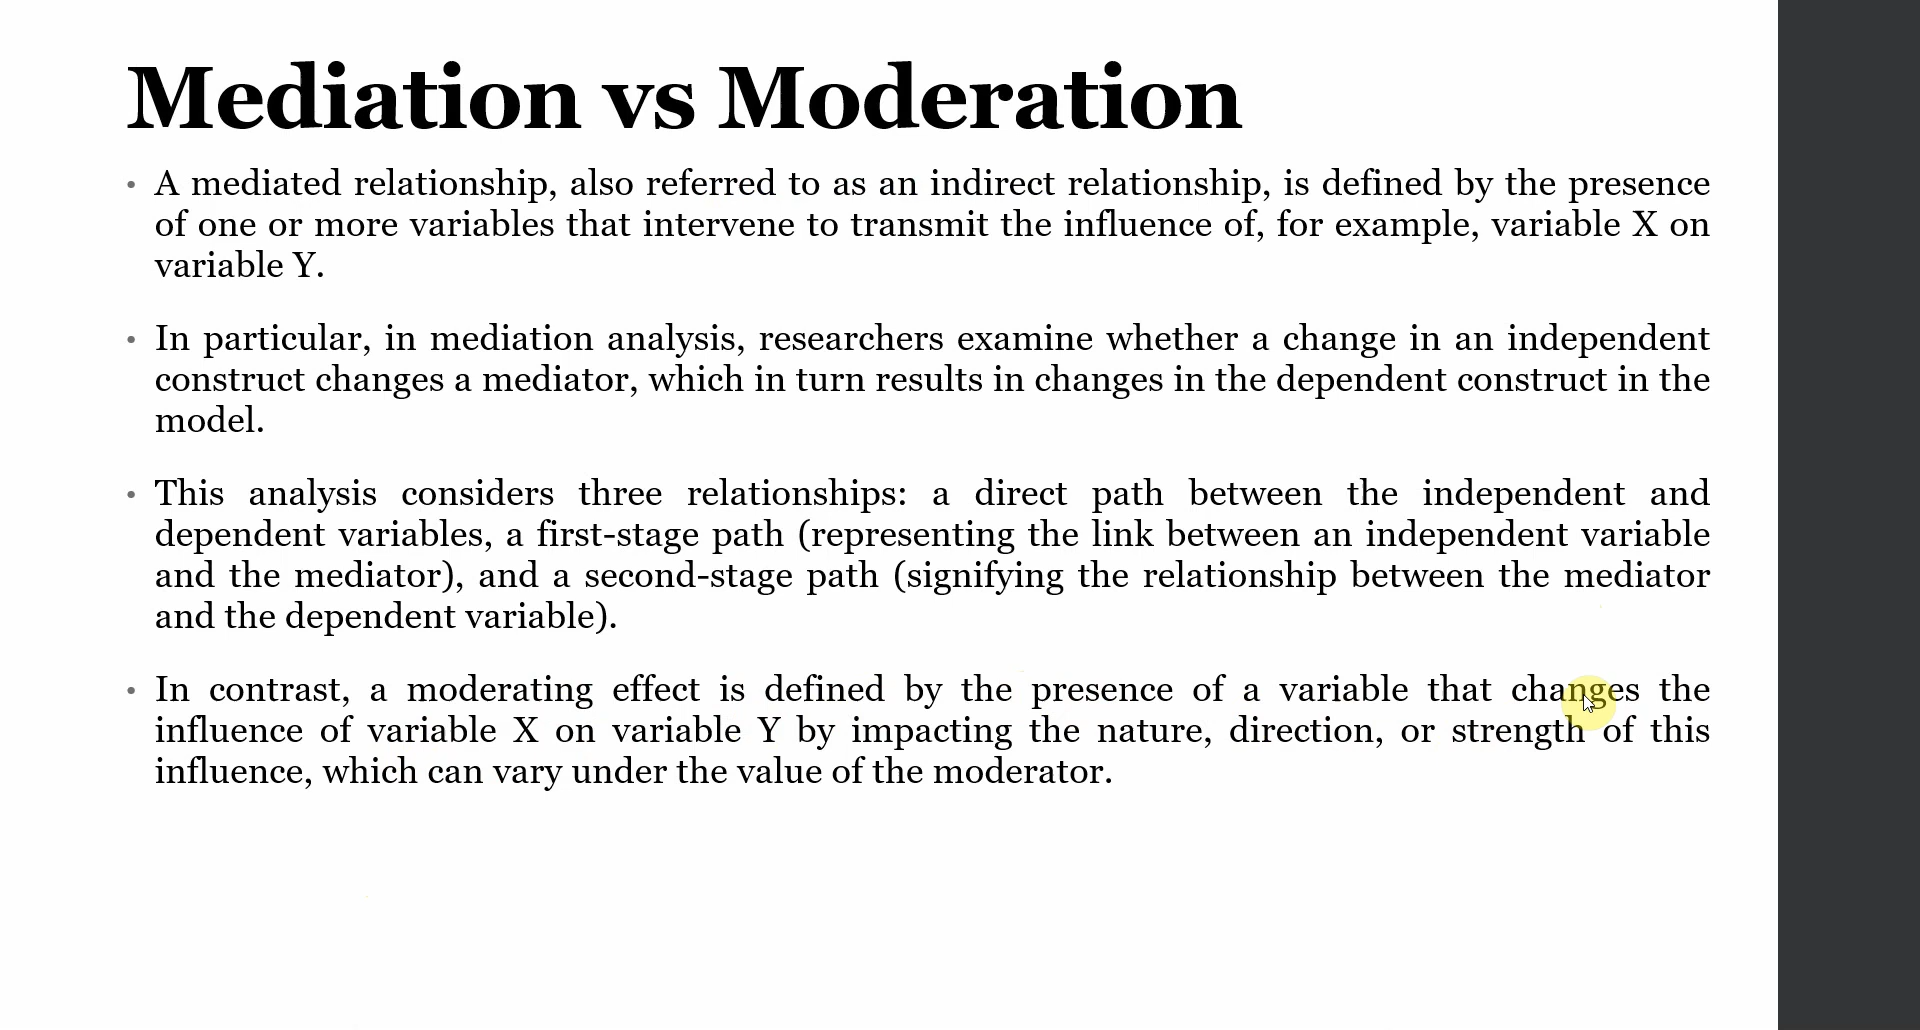 Mediation vs Moderation
• A mediated relationship, also referred to as an indirect relationship, is defined by the presence
of one or more variables that intervene to transmit the influence of, for example, variable X on
variable Y.
• In particular, in mediation analysis, researchers examine whether a change in an independent
construct changes a mediator, which in turn results in changes in the dependent construct in the
model.
• This analysis considers three relationships: a direct path between the independent and
dependent variables, a first-stage path (representing the link between an independent variable
and the mediator), and a second-stage path (signifying the relationship between the mediator
and the dependent variable).
• In contrast, a moderating effect is defined by the presence of a variable that changes the
influence of variable X on variable Y by impacting the nature, direction, or strength of this
influence, which can vary under the value of the moderator.